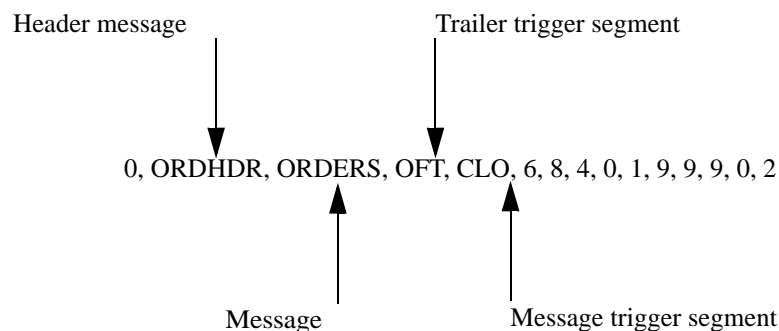 Header message
Trailer trigger segment
0, ORDHDR, ORDERS, OFT, CLO, 6, 8, 4, 0, 1, 9, 9, 9, 0, 2
Message
Message trigger segment